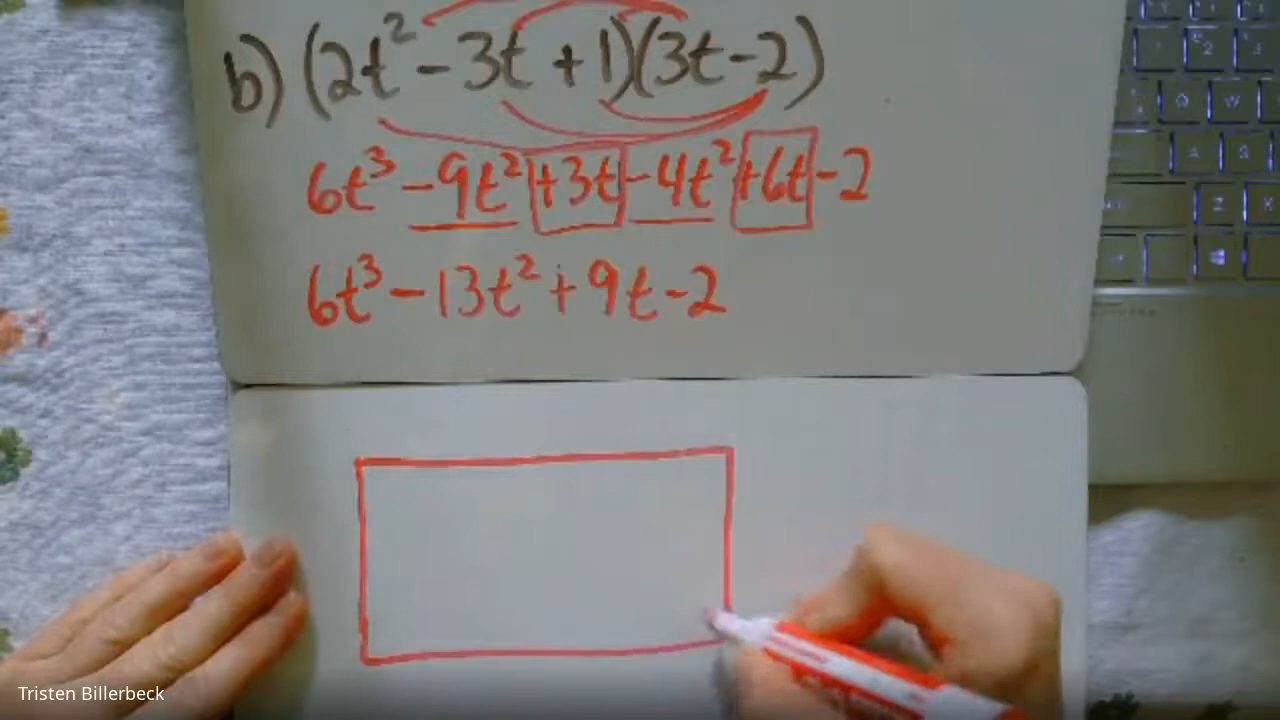 b) (2t² - 3t + 1)(3t - 2)
6t³ - 9t² + 3t - 4t² + 6t - 2
6t³ - 13t² + 9t - 2
Tristen Billerbeck